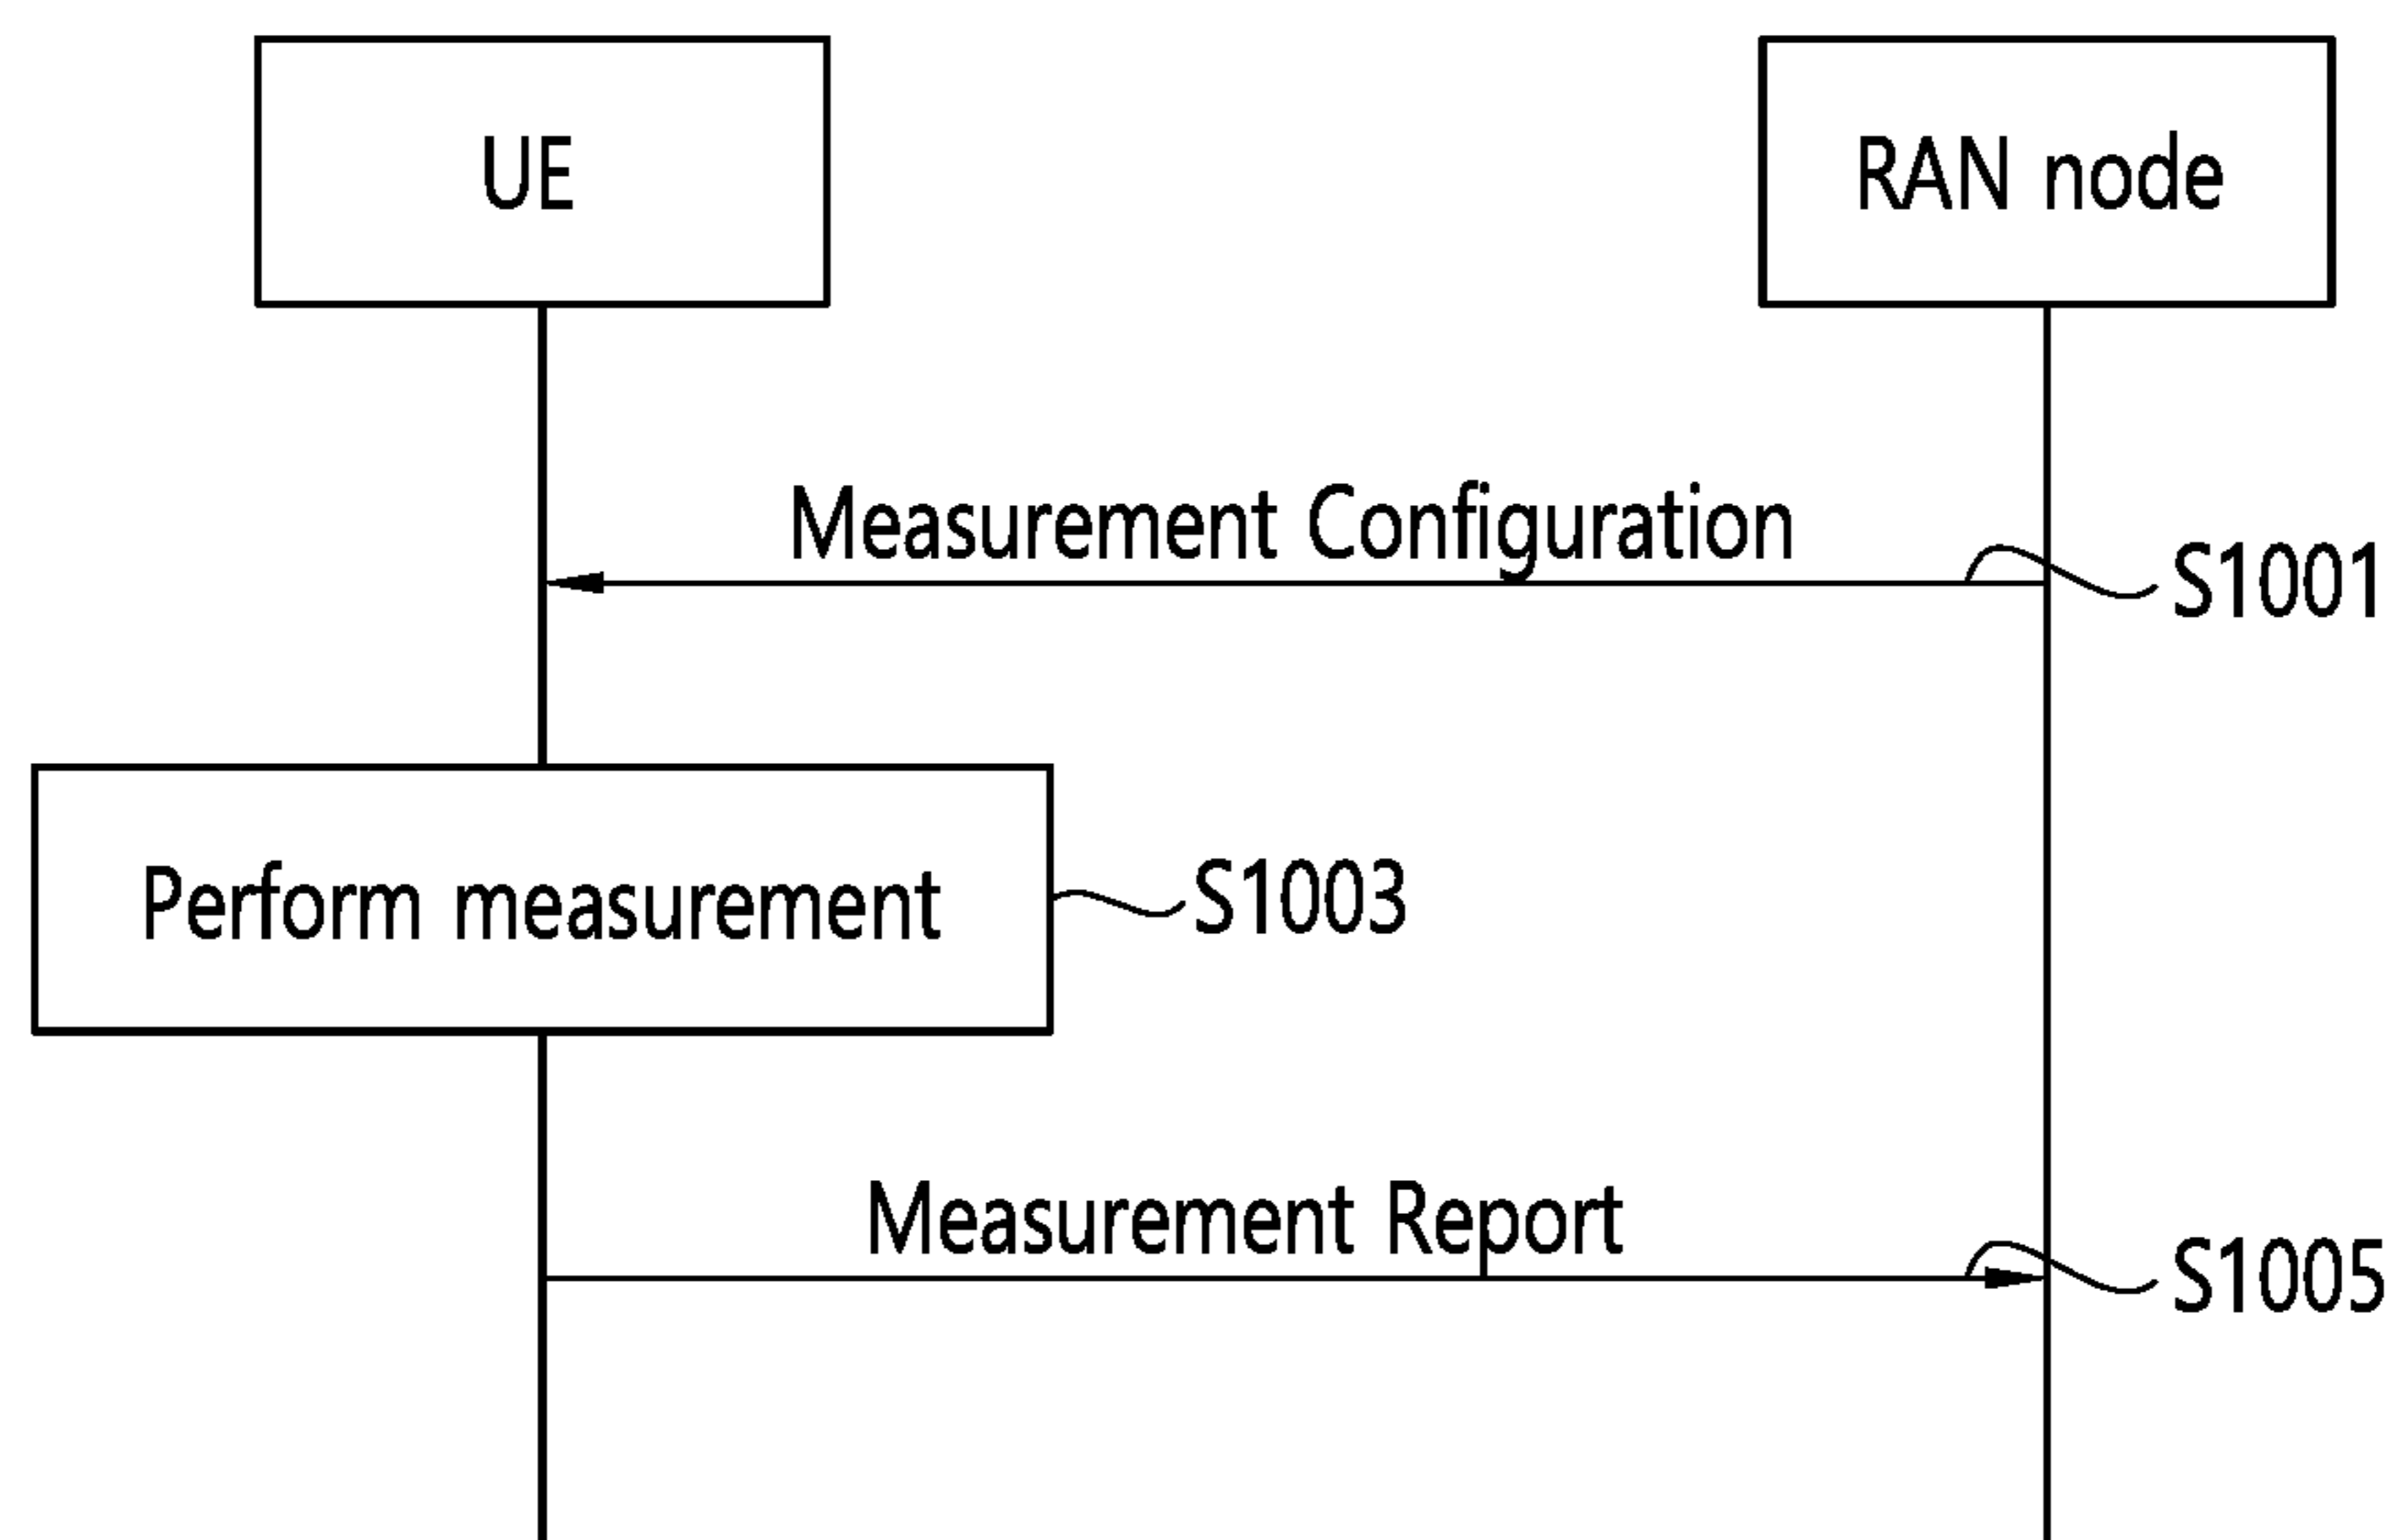 UE
RAN node
Measurement Configuration
S1001
Perform measurement
S1003
Measurement Report
S1005